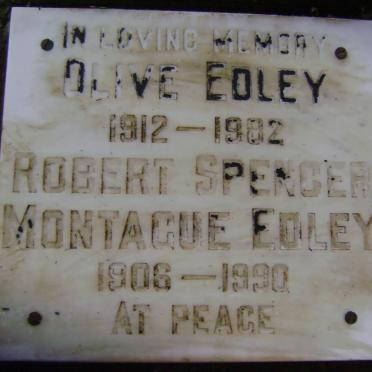 IN LOVING MEMORY
OLIVE EDLEY
1912 - 1982
ROBERT SPENCER
MONTAGUE EDLEY
1906 - 1990
AT PEACE